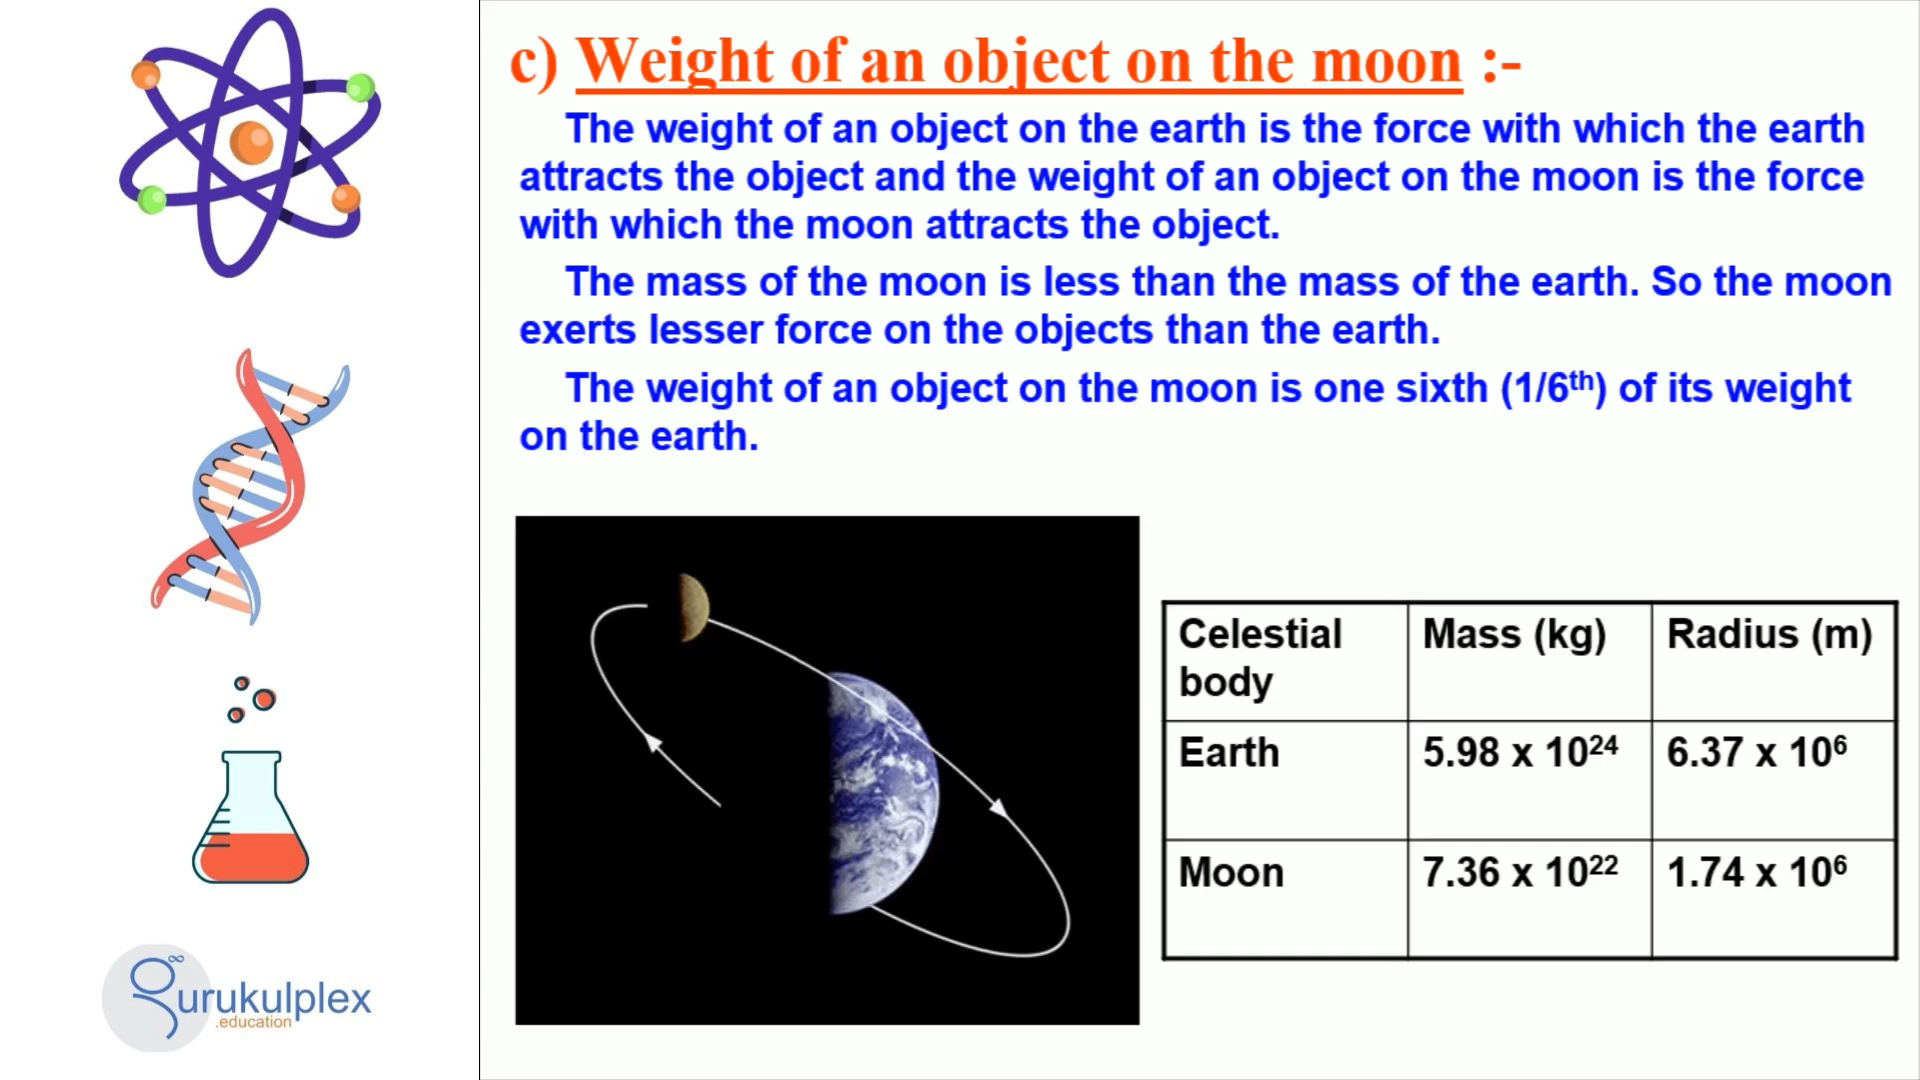 c) Weight of an object on the moon :-
The weight of an object on the earth is the force with which the earth
attracts the object and the weight of an object on the moon is the force
with which the moon attracts the object.
The mass of the moon is less than the mass of the earth. So the moon
exerts lesser force on the objects than the earth.
The weight of an object on the moon is one sixth (1/6th) of its weight
on the earth.
Celestial body	Mass (kg)	Radius (m)
Earth	5.98 x 10²⁴	6.37 x 10⁶
Moon	7.36 x 10²²	1.74 x 10⁶
gurukulplex
.education